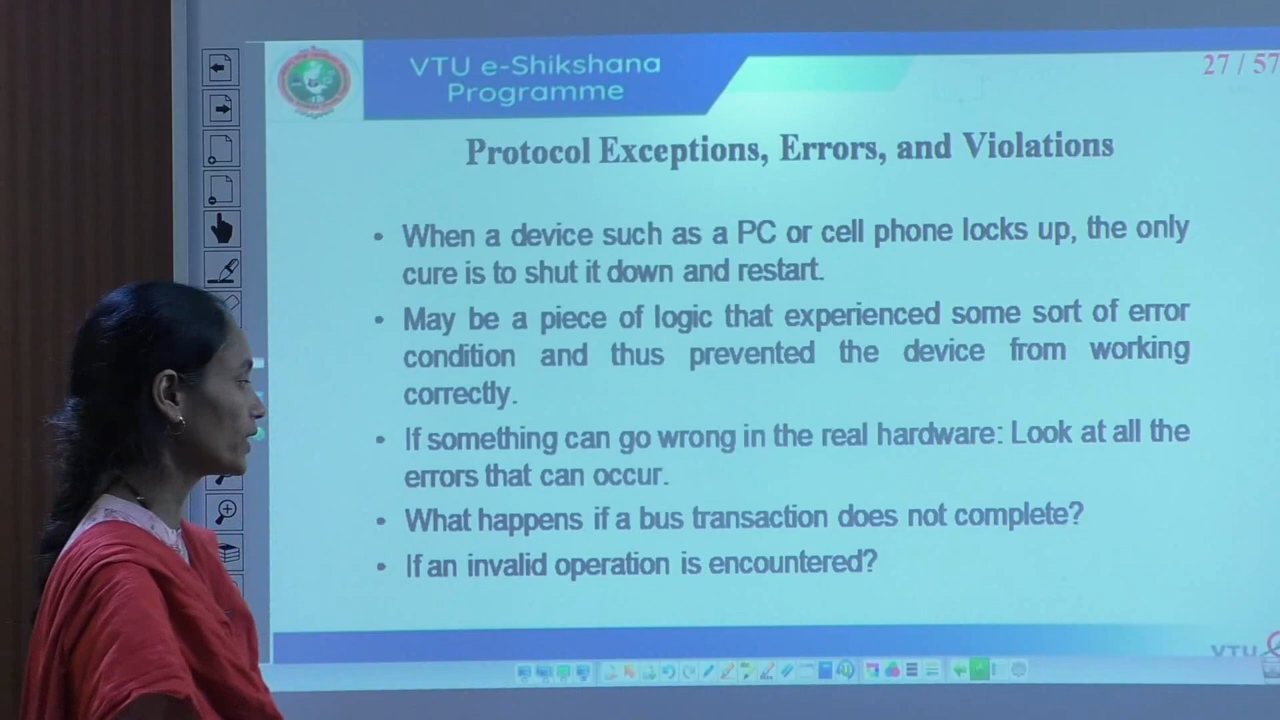 VTU e-Shikshana
Programme
27 / 57
Protocol Exceptions, Errors, and Violations
• When a device such as a PC or cell phone locks up, the only
cure is to shut it down and restart.
• May be a piece of logic that experienced some sort of error
condition and thus prevented the device from working
correctly.
• If something can go wrong in the real hardware: Look at all the
errors that can occur.
• What happens if a bus transaction does not complete?
• If an invalid operation is encountered?
VTU